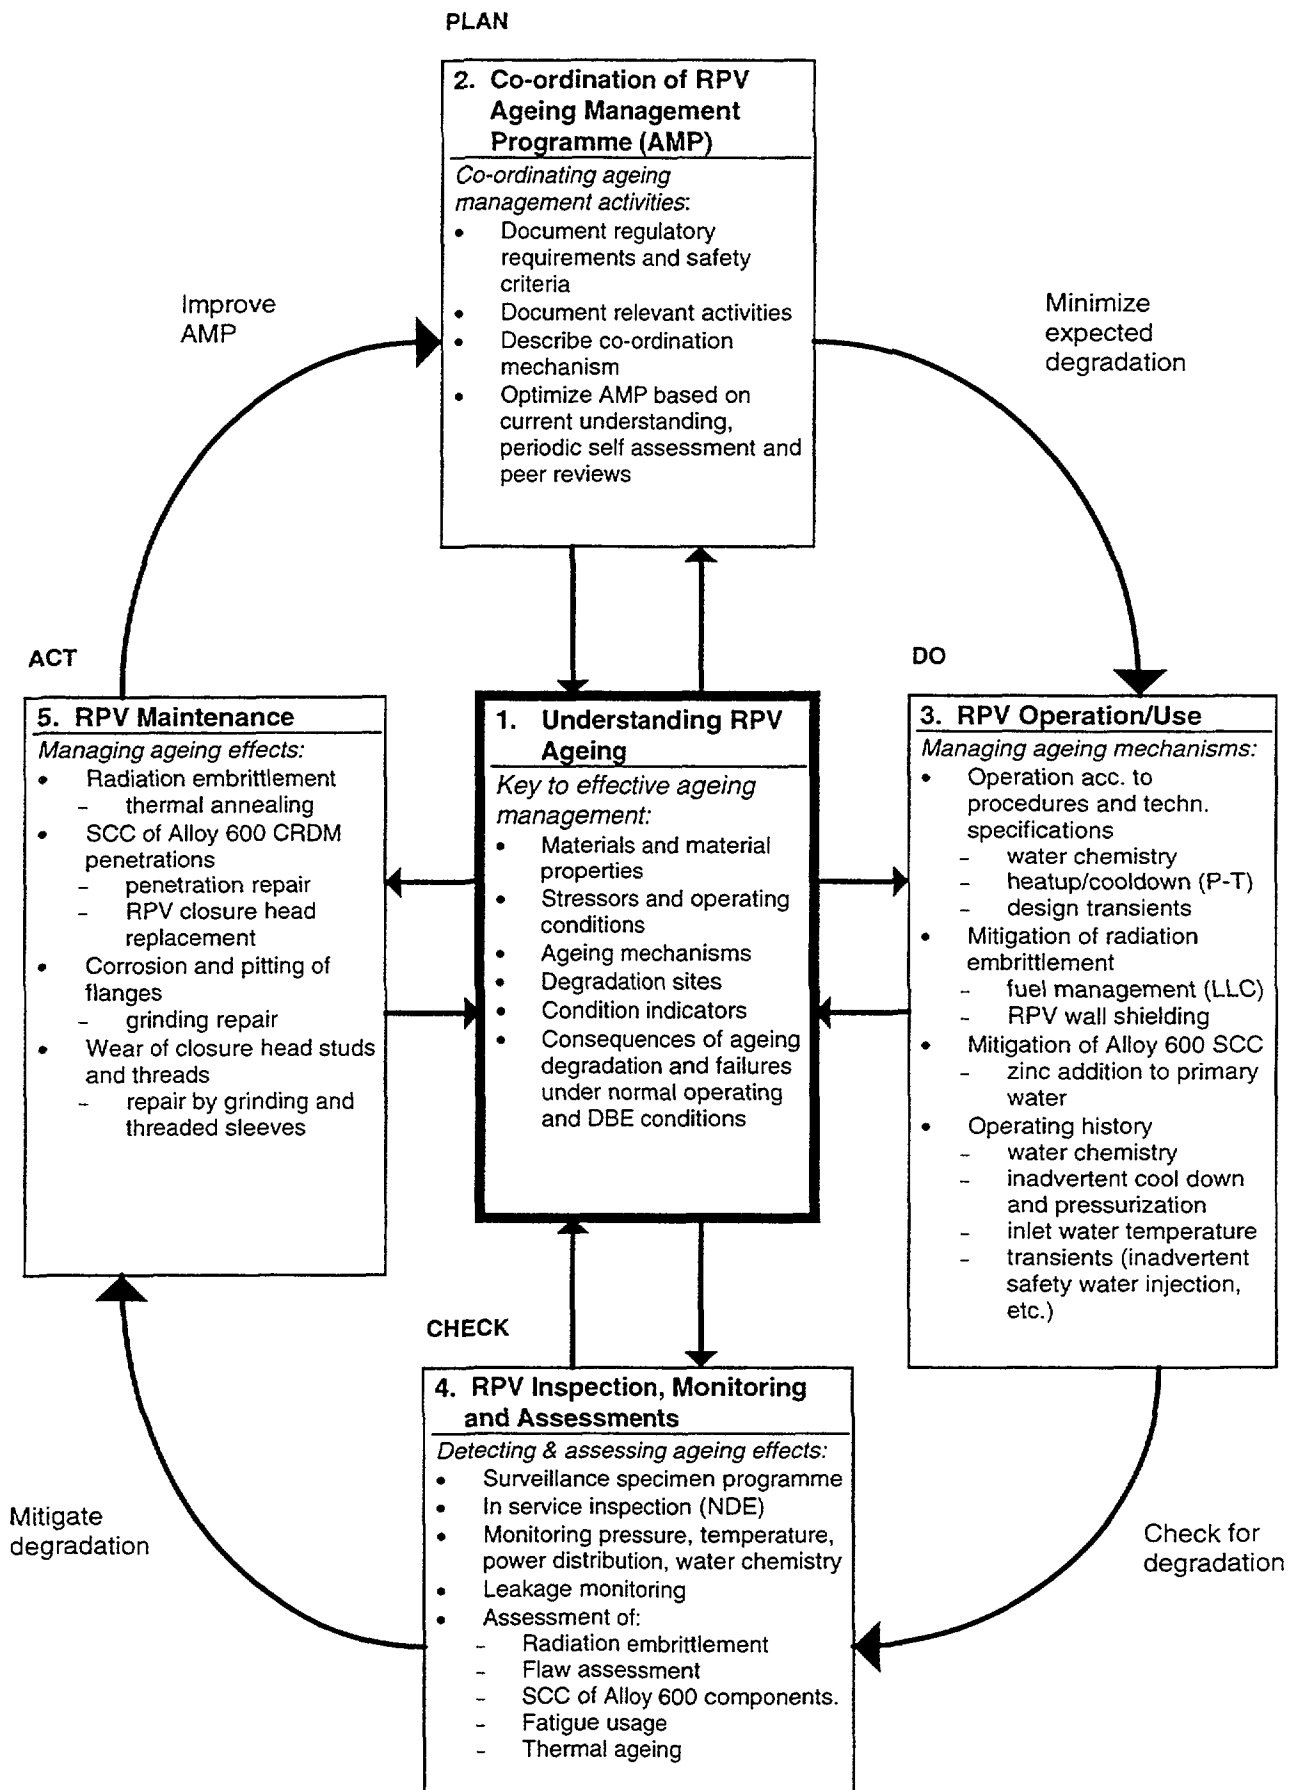 PLAN
2. Co-ordination of RPV
Ageing Management
Programme (AMP)
Co-ordinating ageing
management activities:
• Document regulatory
requirements and safety
criteria
• Document relevant activities
• Describe co-ordination
mechanism
• Optimize AMP based on
current understanding,
periodic self assessment and
peer reviews
Improve
AMP
Minimize
expected
degradation
ACT
5. RPV Maintenance
Managing ageing effects:
• Radiation embrittlement
- thermal annealing
• SCC of Alloy 600 CRDM
penetrations
- penetration repair
- RPV closure head
replacement
• Corrosion and pitting of
flanges
- grinding repair
• Wear of closure head studs
and threads
- repair by grinding and
threaded sleeves
1. Understanding RPV
Ageing
Key to effective ageing
management:
• Materials and material
properties
• Stressors and operating
conditions
• Ageing mechanisms
• Degradation sites
• Condition indicators
• Consequences of ageing
degradation and failures
under normal operating
and DBE conditions
DO
3. RPV Operation/Use
Managing ageing mechanisms:
• Operation acc. to
procedures and techn.
specifications
- water chemistry
- heatup/cooldown (P-T)
- design transients
• Mitigation of radiation
embrittlement
- fuel management (LLC)
- RPV wall shielding
• Mitigation of Alloy 600 SCC
- zinc addition to primary
water
• Operating history
- water chemistry
- inadvertent cool down
and pressurization
- inlet water temperature
- transients (inadvertent
safety water injection,
etc.)
CHECK
4. RPV Inspection, Monitoring
and Assessments
Detecting & assessing ageing effects:
• Surveillance specimen programme
• In service inspection (NDE)
• Monitoring pressure, temperature,
power distribution, water chemistry
• Leakage monitoring
• Assessment of:
- Radiation embrittlement
- Flaw assessment
- SCC of Alloy 600 components.
- Fatigue usage
- Thermal ageing
Mitigate
degradation
Check for
degradation